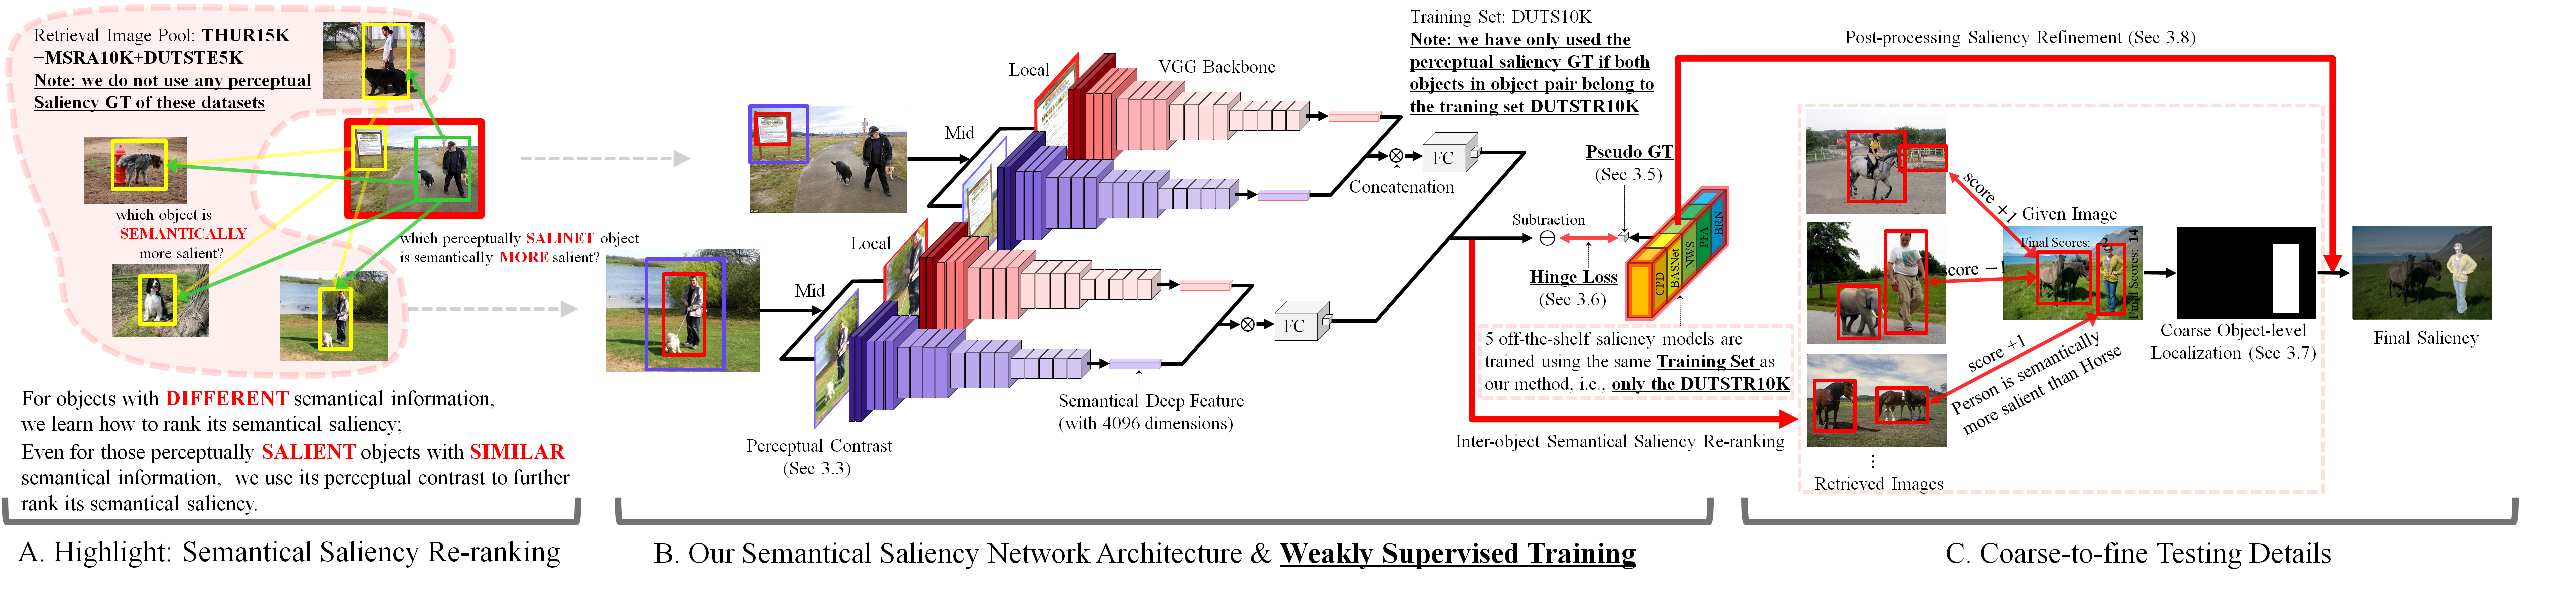 Retrieval Image Pool: THUR15K
−MSRA10K+DUTSTE5K
Note: we do not use any perceptual
Saliency GT of these datasets
which object is
SEMANTICALLY
more salient?
which perceptually SALINET object
is semantically MORE salient?
For objects with DIFFERENT semantical information,
we learn how to rank its semantical saliency;
Even for those perceptually SALIENT objects with SIMILAR
semantical information, we use its perceptual contrast to further
rank its semantical saliency.
A. Highlight: Semantical Saliency Re-ranking
Local
VGG Backbone
Mid
Local
Mid
Perceptual Contrast
(Sec 3.3)
Semantical Deep Feature
(with 4096 dimensions)
Concatenation
FC
FC
Training Set: DUTS10K
Note: we have only used the
perceptual saliency GT if both
objects in object pair belong to
the traning set DUTSTR10K
Pseudo GT
(Sec 3.5)
Subtraction
Hinge Loss
(Sec 3.6)
CPD
BASNet
NWS
PFA
BRN
5 off-the-shelf saliency models are
trained using the same Training Set as
our method, i.e., only the DUTSTR10K
Inter-object Semantical Saliency Re-ranking
B. Our Semantical Saliency Network Architecture & Weakly Supervised Training
Post-processing Saliency Refinement (Sec 3.8)
score +1
Given Image
Final Scores: -2
Final Scores: 14
score −1
score +1
Person is semantically
more salient than Horse
Retrieved Images
Coarse Object-level
Localization (Sec 3.7)
Final Saliency
C. Coarse-to-fine Testing Details